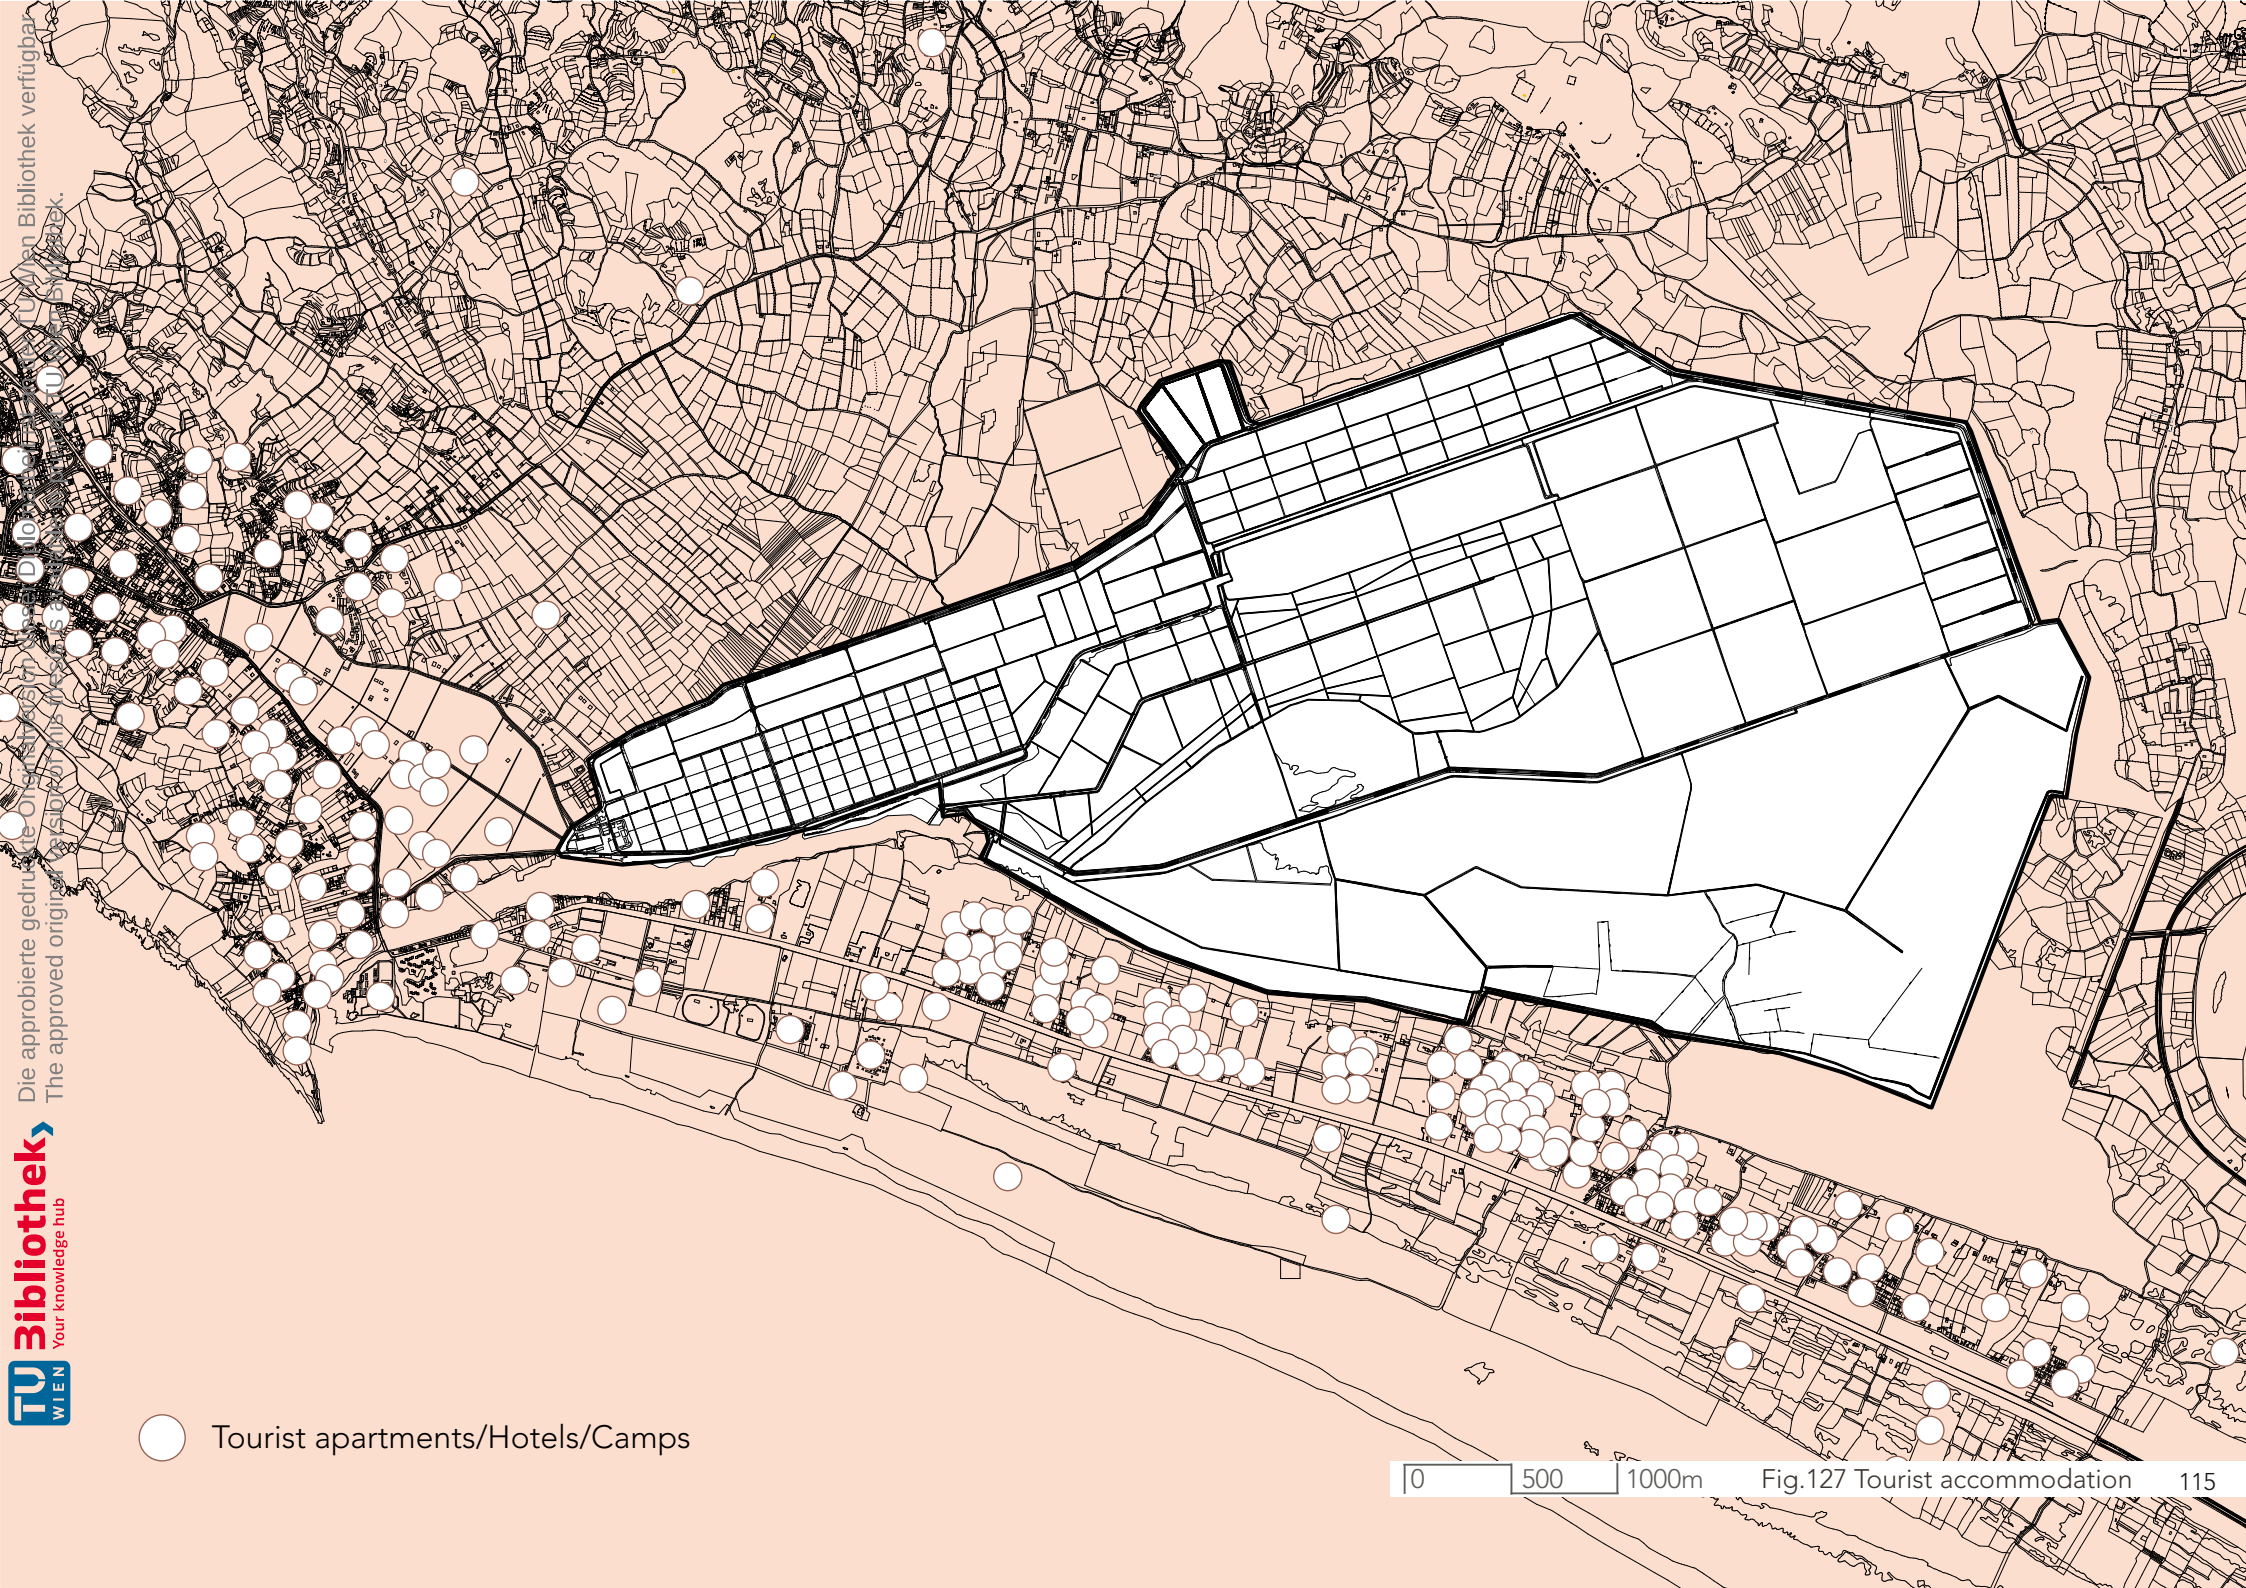 Die approbierte gedruckte Originalversion dieser Diplomarbeit ist an der TU Wien Bibliothek verfügbar
The approved original version of this thesis is available in print at TU Wien Bibliothek.
TU WIEN
Bibliothek
Your knowledge hub
Tourist apartments/Hotels/Camps
0 500 1000m
Fig.127 Tourist accommodation 115